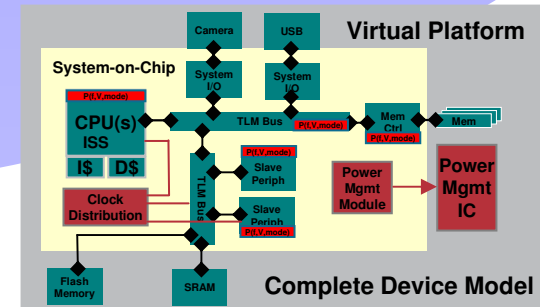 Camera
USB
Virtual Platform
System-on-Chip
System
I/O
System
I/O
P(f,V,mode)
CPU(s)
ISS
I$ D$
TLM Bus
P(f,V,mode)
Mem
Ctrl
P(f,V,mode)
Mem
TLM Bus
P(f,V,mode)
Slave
Periph
Slave
Periph
P(f,V,mode)
Clock
Distribution
Power
Mgmt
Module
Power
Mgmt
IC
Flash
Memory
SRAM
Complete Device Model